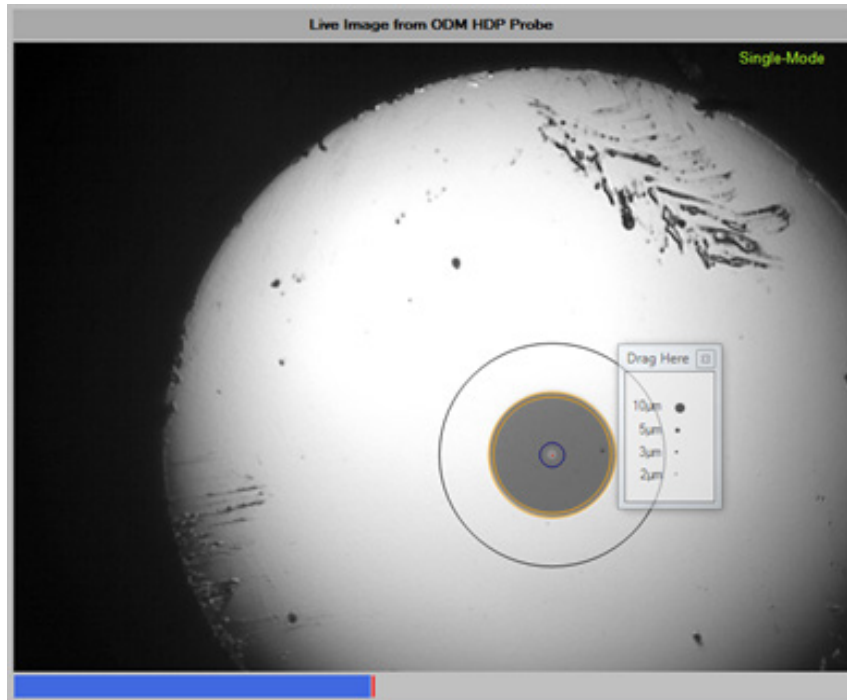 Live Image from ODM HDP Probe
Single-Mode
Drag Here
10µm
5µm
3µm
2µm